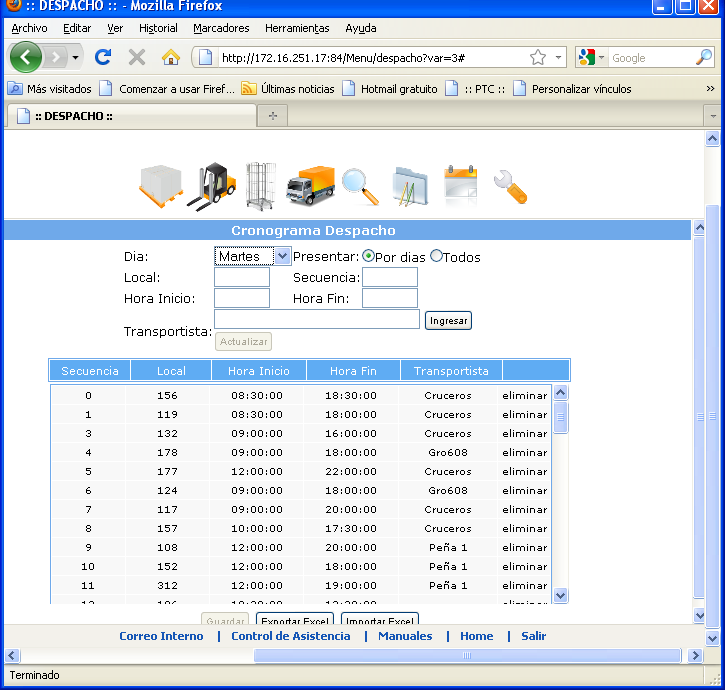 :: DESPACHO :: - Mozilla Firefox
Archivo Editar Ver Historial Marcadores Herramientas Ayuda
http://172.16.251.17:84/Menu/despacho?var=3# Google
Más visitados Comenzar a usar Firef... Últimas noticias Hotmail gratuito :: PTC :: Personalizar vínculos »
:: DESPACHO ::
Cronograma Despacho
Dia: Martes Presentar: Por dias Todos
Local: Secuencia:
Hora Inicio: Hora Fin:
Ingresar
Transportista:
Actualizar
Secuencia Local Hora Inicio Hora Fin Transportista
0 156 08:30:00 18:30:00 Cruceros eliminar
1 119 08:30:00 18:00:00 Cruceros eliminar
3 132 09:00:00 16:00:00 Cruceros eliminar
4 178 09:00:00 18:00:00 Gro608 eliminar
5 177 12:00:00 22:00:00 Cruceros eliminar
6 124 09:00:00 18:00:00 Gro608 eliminar
7 117 09:00:00 20:00:00 Cruceros eliminar
8 157 10:00:00 17:30:00 Cruceros eliminar
9 108 12:00:00 20:00:00 Peña 1 eliminar
10 152 12:00:00 18:00:00 Peña 1 eliminar
11 312 12:00:00 19:00:00 Peña 1 eliminar
Guardar Exportar Excel Importar Excel
Correo Interno | Control de Asistencia | Manuales | Home | Salir
Terminado